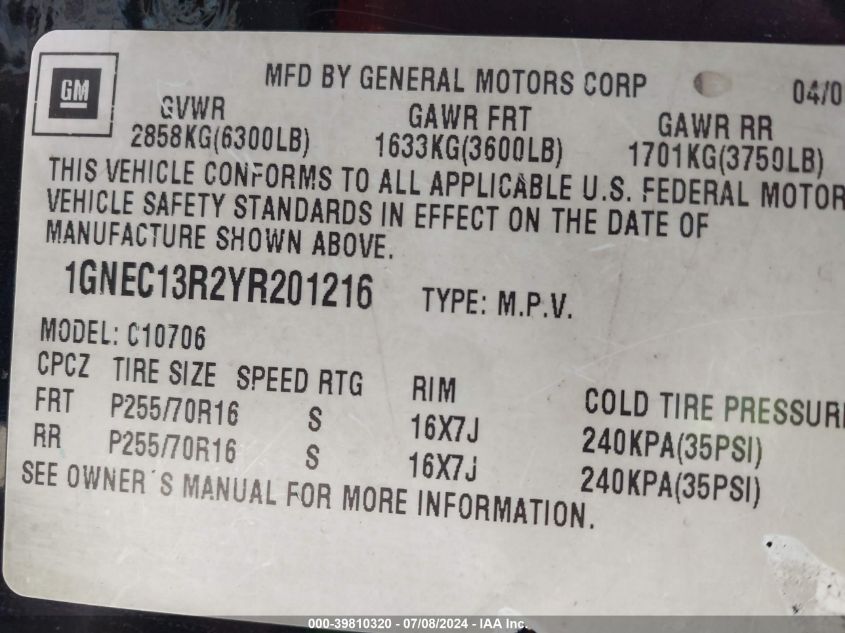 GM
MFD BY GENERAL MOTORS CORP 04/0
GVWR GAWR FRT GAWR RR
2858KG(6300LB) 1633KG(3600LB) 1701KG(3750LB)
THIS VEHICLE CONFORMS TO ALL APPLICABLE U.S. FEDERAL MOTOR
VEHICLE SAFETY STANDARDS IN EFFECT ON THE DATE OF
MANUFACTURE SHOWN ABOVE.
1GNEC13R2YR201216 TYPE: M.P.V.
MODEL: C10706
CPCZ TIRE SIZE SPEED RTG RIM COLD TIRE PRESSUR
FRT P255/70R16 S 16X7J 240KPA(35PSI)
RR P255/70R16 S 16X7J 240KPA(35PSI)
SEE OWNER'S MANUAL FOR MORE INFORMATION.
000-39810320 - 07/08/2024 - IAA Inc.